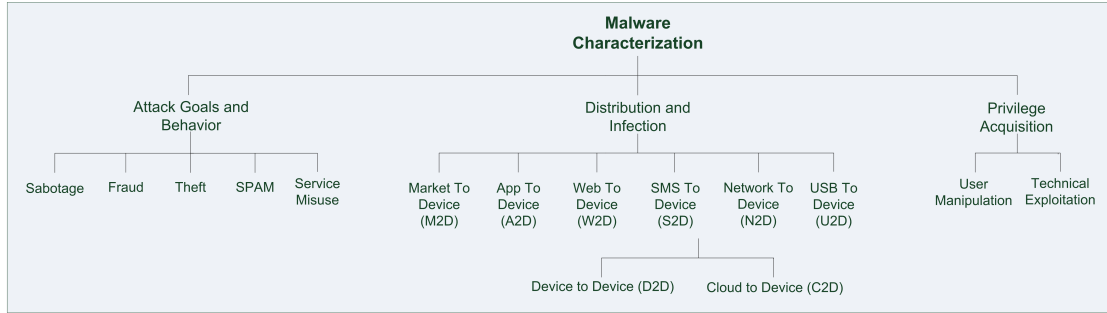 Malware
Characterization
Attack Goals and
Behavior
Distribution and
Infection
Privilege
Acquisition
Sabotage
Fraud
Theft
SPAM
Service
Misuse
Market To
Device
(M2D)
App To
Device
(A2D)
Web To
Device
(W2D)
SMS To
Device
(S2D)
Network To
Device
(N2D)
USB To
Device
(U2D)
User
Manipulation
Technical
Exploitation
Device to Device (D2D)
Cloud to Device (C2D)